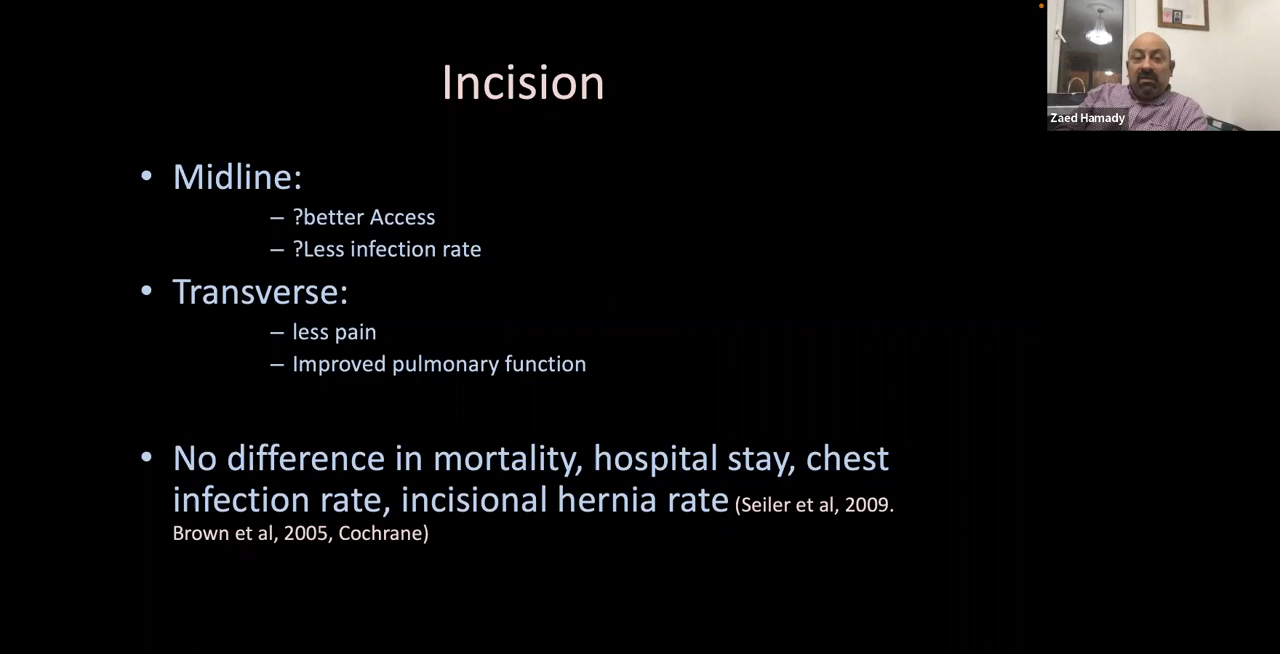 Incision
Zaed Hamady
• Midline:
– ?better Access
– ?Less infection rate
• Transverse:
– less pain
– Improved pulmonary function
• No difference in mortality, hospital stay, chest
infection rate, incisional hernia rate (Seiler et al, 2009.
Brown et al, 2005, Cochrane)